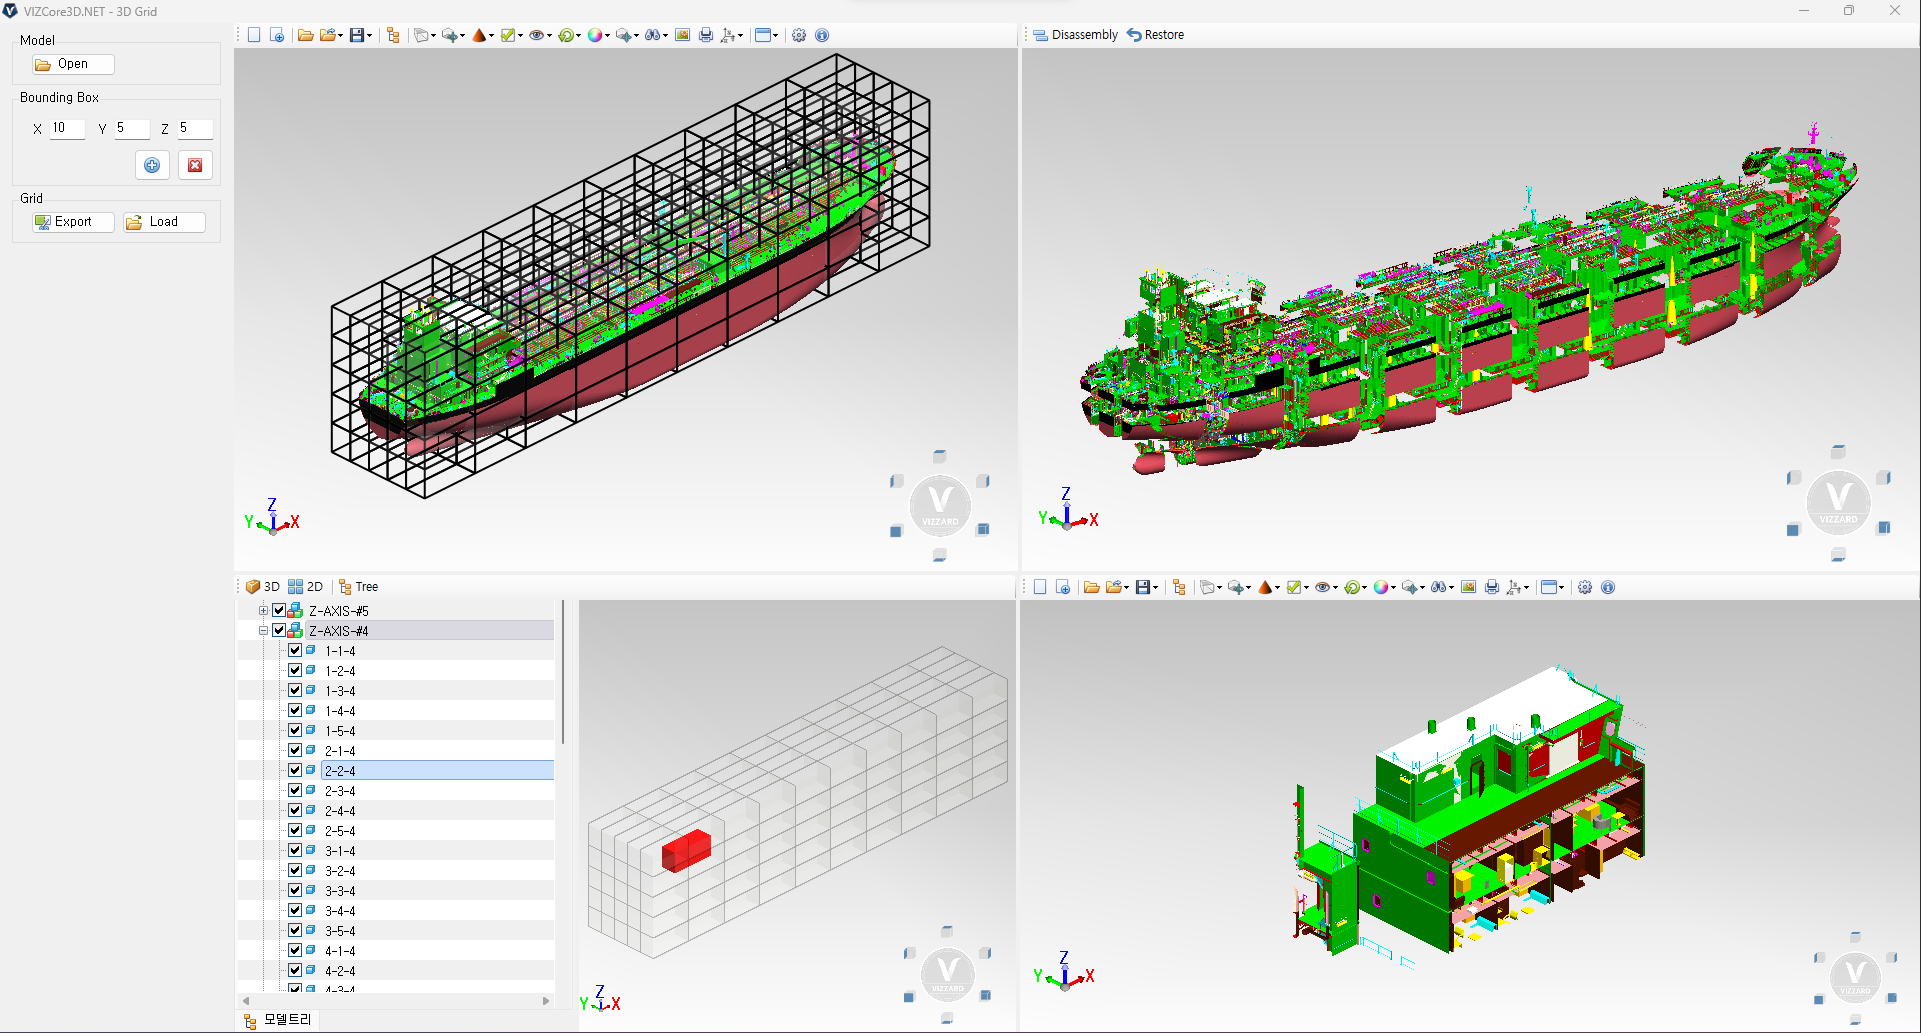 VIZCore3D.NET - 3D Grid
Model
Open
Bounding Box
X 10 Y 5 Z 5
Grid
Export Load
Z
Y X
VIZZARD
Disassembly Restore
Z
Y X
VIZZARD
3D 2D Tree
Z-AXIS-#5
Z-AXIS-#4
1-1-4
1-2-4
1-3-4
1-4-4
1-5-4
2-1-4
2-2-4
2-3-4
2-4-4
2-5-4
3-1-4
3-2-4
3-3-4
3-4-4
3-5-4
4-1-4
4-2-4
4-3-4
모델트리
Z
Y X
VIZZARD
Z
Y X
VIZZARD